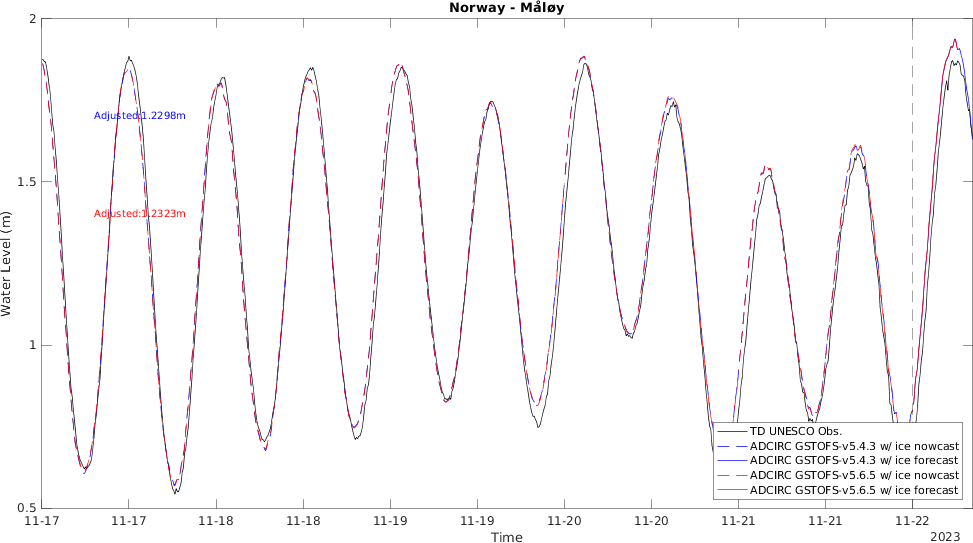 Norway - Måløy
2
1.5
1
0.5
Water Level (m)
Adjusted:1.2298m
Adjusted:1.2323m
TD UNESCO Obs.
ADCIRC GSTOFS-v5.4.3 w/ ice nowcast
ADCIRC GSTOFS-v5.4.3 w/ ice forecast
ADCIRC GSTOFS-v5.6.5 w/ ice nowcast
ADCIRC GSTOFS-v5.6.5 w/ ice forecast
11-17 11-17 11-18 11-18 11-19 11-19 11-20 11-20 11-21 11-21 11-22
Time
2023